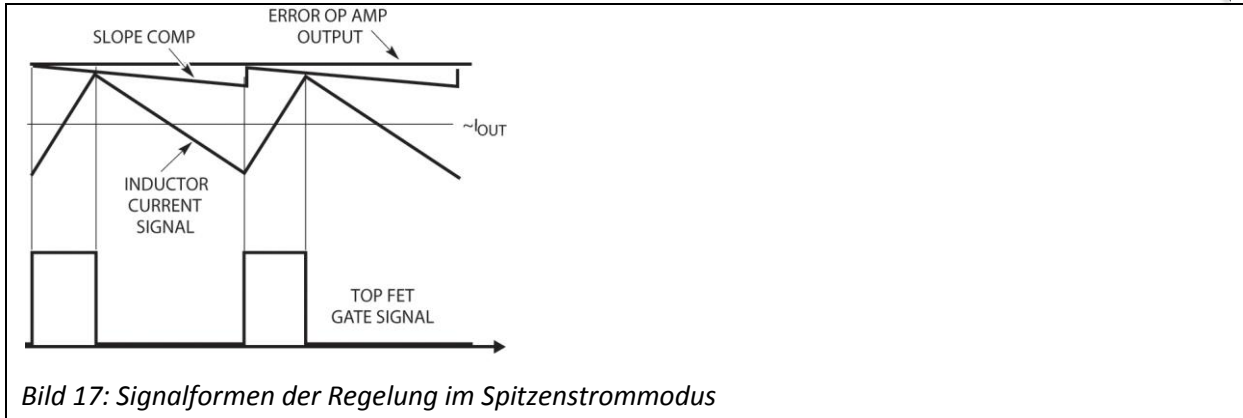 ERROR OP AMP
OUTPUT
SLOPE COMP
~IOUT
INDUCTOR
CURRENT
SIGNAL
TOP FET
GATE SIGNAL
Bild 17: Signalformen der Regelung im Spitzenstrommodus